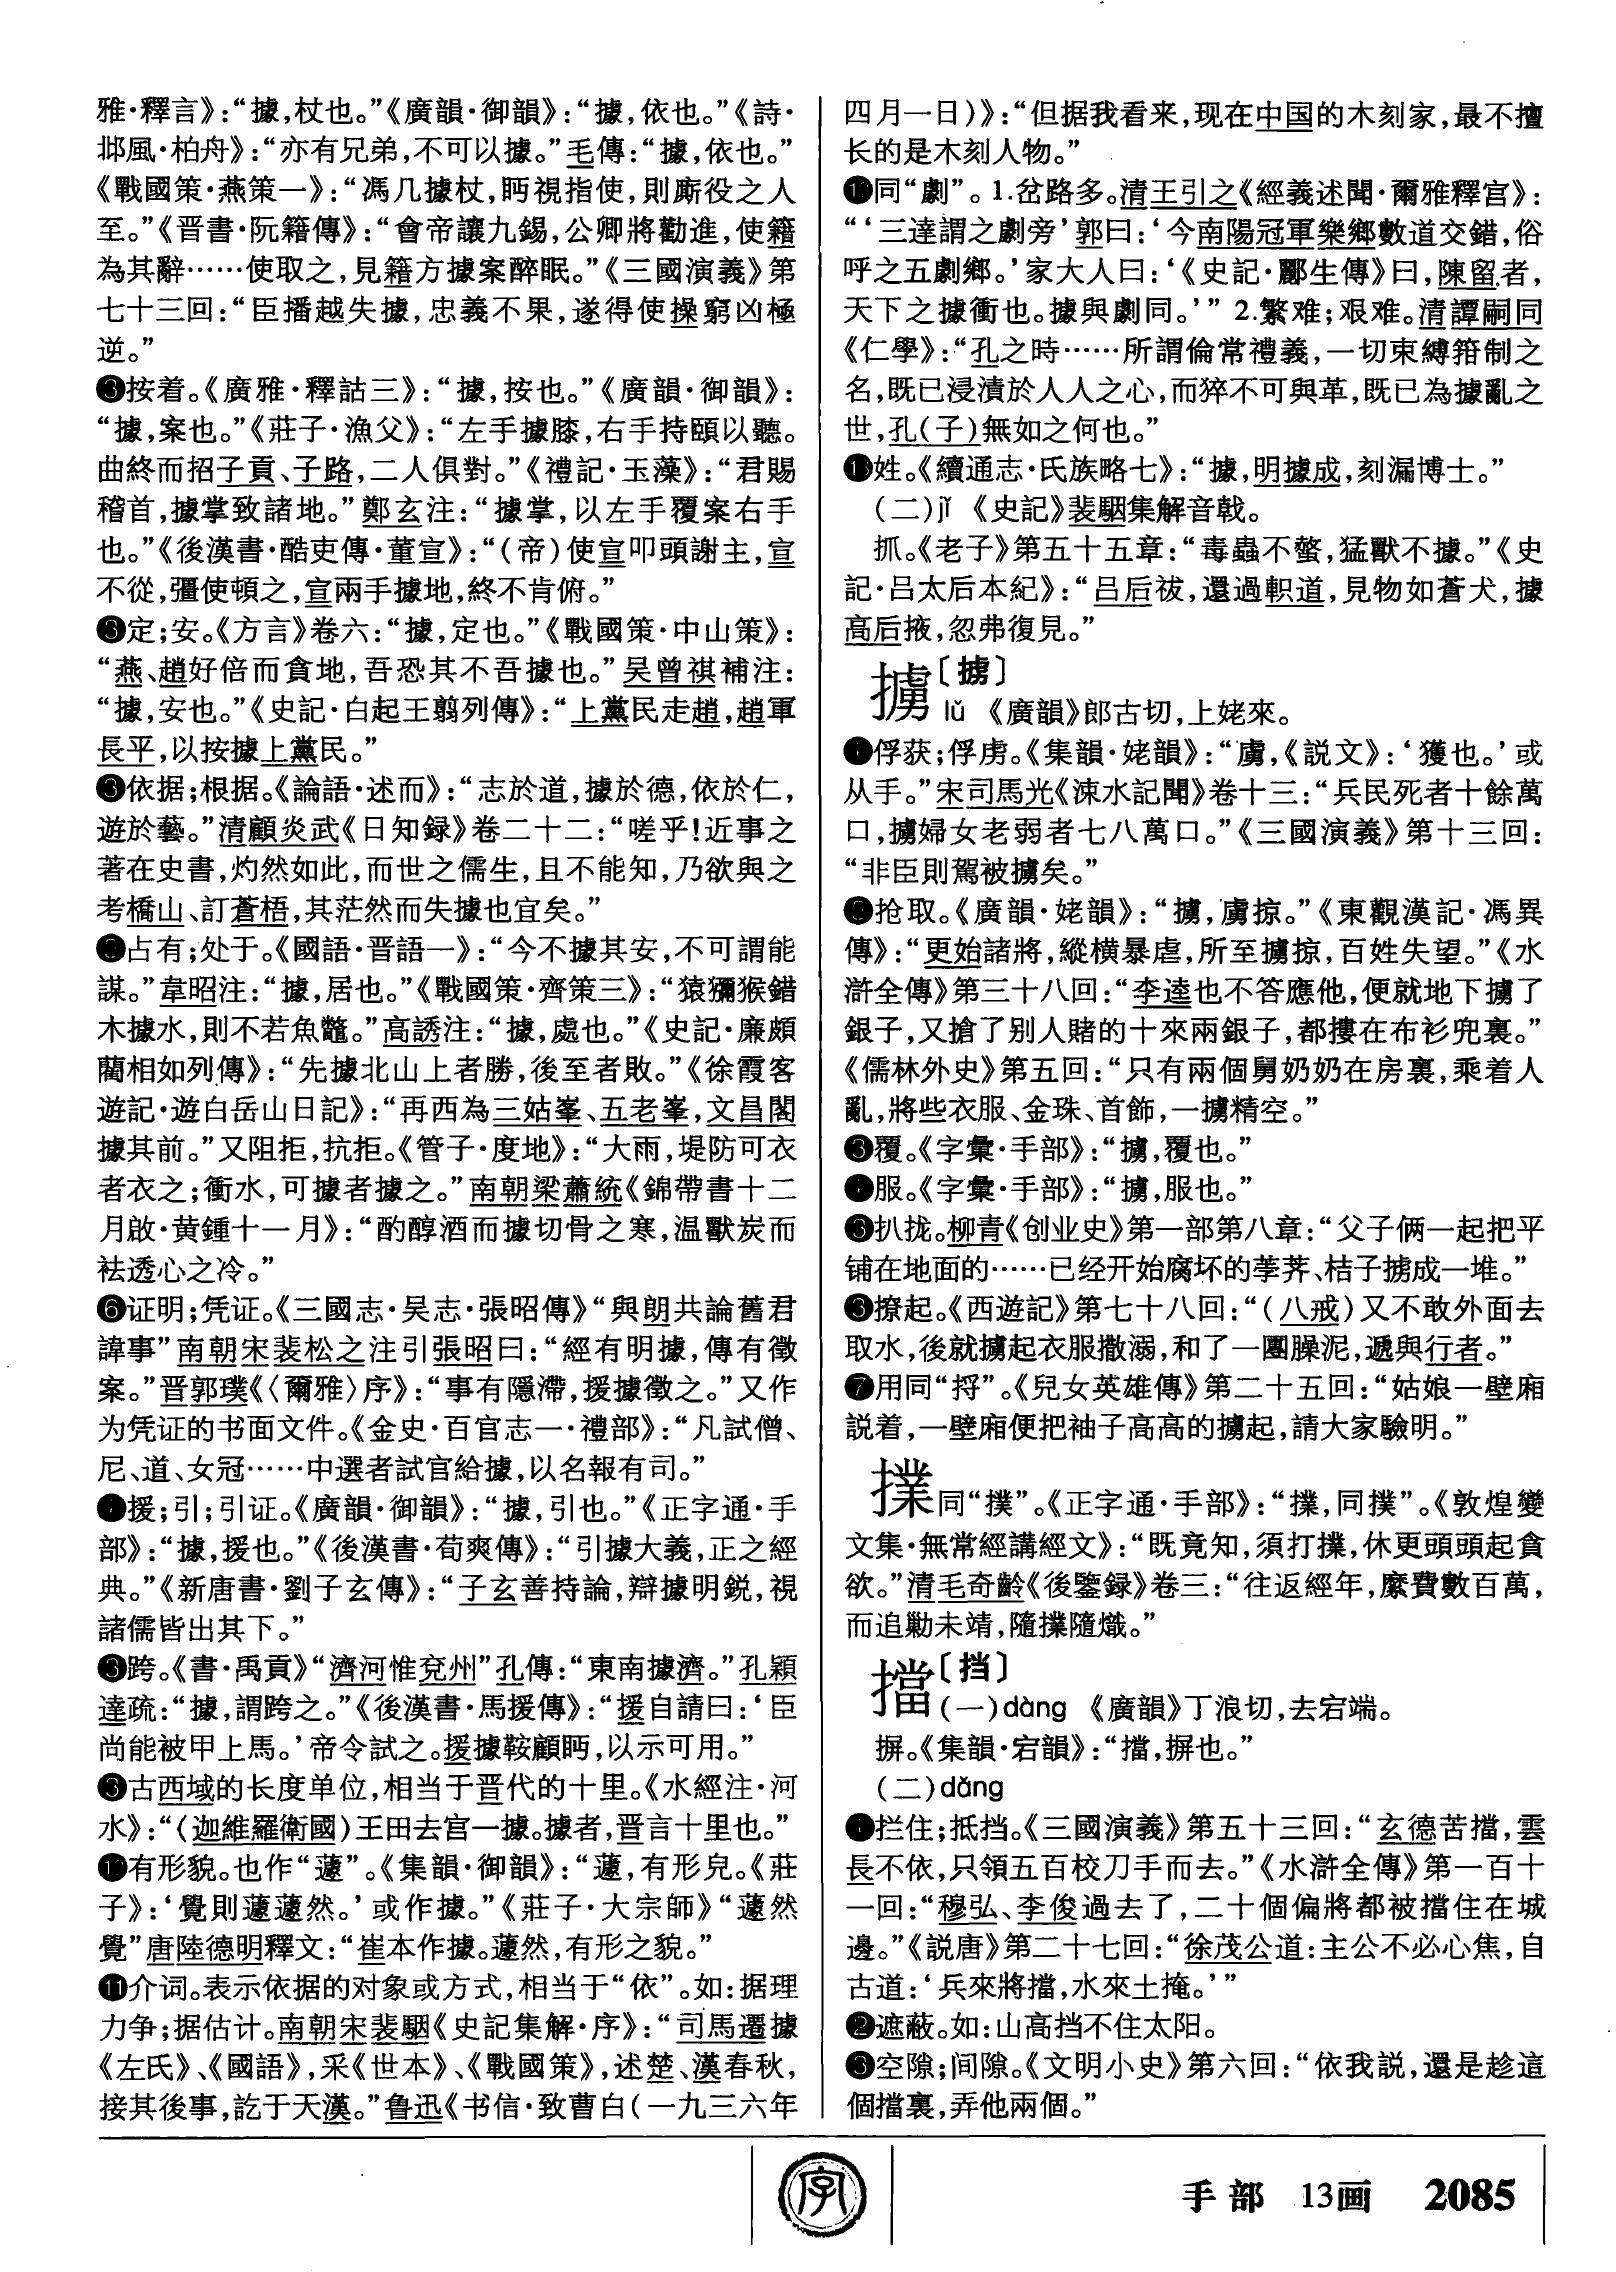 雅·釋言》：“據，杖也。”《廣韻·御韻》：“據，依也。”《詩·
邶風·柏舟》：“亦有兄弟，不可以據。”毛傳：“據，依也。”
《戰國策·燕策一》：“馮几據杖，眄視指使，則廝役之人
至。”《晋書·阮籍傳》：“會帝讓九錫，公卿將勸進，使籍
為其辭……使取之，見籍方據案醉眠。”《三國演義》第
七十三回：“臣播越失據，忠義不果，遂得使操窮凶極
逆。”
❸按着。《廣雅·釋詁三》：“據，按也。”《廣韻·御韻》：
“據，案也。”《莊子·漁父》：“左手據膝，右手持頤以聽。
曲終而招子貢、子路，二人俱對。”《禮記·玉藻》：“君賜
稽首，據掌致諸地。”鄭玄注：“據掌，以左手覆案右手
也。”《後漢書·酷吏傳·董宣》：“（帝）使宣叩頭謝主，宣
不從，彊使頓之，宣兩手據地，終不肯俯。”
❸定；安。《方言》卷六：“據，定也。”《戰國策·中山策》：
“燕、趙好倍而貪地，吾恐其不吾據也。”吴曾祺補注：
“據，安也。”《史記·白起王翦列傳》：“上黨民走趙，趙軍
長平，以按據上黨民。”
❸依据；根据。《論語·述而》：“志於道，據於德，依於仁，
遊於藝。”清顧炎武《日知録》卷二十二：“嗟乎！近事之
著在史書，灼然如此，而世之儒生，且不能知，乃欲與之
考橋山、訂蒼梧，其茫然而失據也宜矣。”
占有；处于。《國語·晋語一》：“今不據其安，不可謂能
謀。”韋昭注：“據，居也。”《戰國策·齊策三》：“猿獼猴錯
木據水，則不若魚鼈。”高誘注：“據，處也。”《史記·廉頗
藺相如列傳》：“先據北山上者勝，後至者敗。”《徐霞客
遊記·遊白岳山日記》：“再西為三姑峯、五老峯，文昌閣
據其前。”又阻拒，抗拒。《管子·度地》：“大雨，堤防可衣
者衣之；衝水，可據者據之。”南朝梁蕭統《錦帶書十二
月啟·黄鍾十一月》：“酌醇酒而據切骨之寒，温獸炭而
袪透心之冷。”
❻证明；凭证。《三國志·吴志·張昭傳》“與朗共論舊君
諱事”南朝宋裴松之注引張昭曰：“經有明據，傳有徵
案。”晋郭璞《〈爾雅〉序》：“事有隱滯，援據徵之。”又作
为凭证的书面文件。《金史·百官志一·禮部》：“凡試僧、
尼、道、女冠……中選者試官給據，以名報有司。”
援；引；引证。《廣韻·御韻》：“據，引也。”《正字通·手
部》：“據，援也。”《後漢書·荀爽傳》：“引據大義，正之經
典。”《新唐書·劉子玄傳》：“子玄善持論，辯據明鋭，視
諸儒皆出其下。”
❸跨。《書·禹貢》“濟河惟兗州”孔傳：“東南據濟。”孔穎
達疏：“據，謂跨之。”《後漢書·馬援傳》：“援自請曰：‘臣
尚能被甲上馬。’帝令試之。援據鞍顧眄，以示可用。”
❸古西域的长度单位，相当于晋代的十里。《水經注·河
水》：“（迦維羅衛國）王田去宫一據。據者，晋言十里也。”
有形貌。也作“蘧”。《集韻·御韻》：“蘧，有形皃。《莊
子》：‘覺則蘧蘧然。’或作據。”《莊子·大宗師》“蘧然
覺”唐陸德明釋文：“崔本作據。蘧然，有形之貌。”
⓫介词。表示依据的对象或方式，相当于“依”。如：据理
力争；据估计。南朝宋裴駰《史記集解·序》：“司馬遷據
《左氏》、《國語》，采《世本》、《戰國策》，述楚、漢春秋，
接其後事，訖于天漢。”鲁迅《书信·致曹白（一九三六年
四月一日）》：“但据我看来，现在中国的木刻家，最不擅
长的是木刻人物。”
同“劇”。1.岔路多。清王引之《經義述聞·爾雅釋宫》：
“‘三達謂之劇旁’郭曰：‘今南陽冠軍樂鄉數道交錯，俗
呼之五劇鄉。’家大人曰：‘《史記·酈生傳》曰，陳留者，
天下之據衝也。據與劇同。’” 2.繁难；艰难。清譚嗣同
《仁學》：“孔之時……所謂倫常禮義，一切束縛箝制之
名，既已浸漬於人人之心，而猝不可與革，既已為據亂之
世，孔（子）無如之何也。”
姓。《續通志·氏族略七》：“據，明據成，刻漏博士。”
（二）jǐ 《史記》裴駰集解音戟。
抓。《老子》第五十五章：“毒蟲不螫，猛獸不據。”《史
記·吕太后本紀》：“吕后祓，還過軹道，見物如蒼犬，據
高后掖，忽弗復見。”
擄〔掳〕
lǔ 《廣韻》郎古切，上姥來。
俘获；俘虏。《集韻·姥韻》：“虜，《説文》：‘獲也。’或
从手。”宋司馬光《涑水記聞》卷十三：“兵民死者十餘萬
口，擄婦女老弱者七八萬口。”《三國演義》第十三回：
“非臣則駕被擄矣。”
抢取。《廣韻·姥韻》：“擄，虜掠。”《東觀漢記·馮異
傳》：“更始諸將，縱横暴虐，所至擄掠，百姓失望。”《水
滸全傳》第三十八回：“李逵也不答應他，便就地下擄了
銀子，又搶了别人賭的十來兩銀子，都摟在布衫兜裏。”
《儒林外史》第五回：“只有兩個舅奶奶在房裏，乘着人
亂，將些衣服、金珠、首飾，一擄精空。”
❸覆。《字彙·手部》：“擄，覆也。”
服。《字彙·手部》：“擄，服也。”
❸扒拢。柳青《创业史》第一部第八章：“父子俩一起把平
铺在地面的……已经开始腐坏的荸荠、桔子掳成一堆。”
❸撩起。《西遊記》第七十八回：“（八戒）又不敢外面去
取水，後就擄起衣服撒溺，和了一團臊泥，遞與行者。”
❼用同“捋”。《兒女英雄傳》第二十五回：“姑娘一壁廂
説着，一壁廂便把袖子高高的擄起，請大家驗明。”
擈同“撲”。《正字通·手部》：“擈，同撲”。《敦煌變
文集·無常經講經文》：“既竟知，須打擈，休更頭頭起貪
欲。”清毛奇齡《後鑒録》卷三：“往返經年，縻費數百萬，
而追勦未靖，隨擈隨熾。”
擋〔挡〕
（一）dàng 《廣韻》丁浪切，去宕端。
摒。《集韻·宕韻》：“擋，摒也。”
（二）dǎng
拦住；抵挡。《三國演義》第五十三回：“玄德苦擋，雲
長不依，只領五百校刀手而去。”《水滸全傳》第一百十
一回：“穆弘、李俊過去了，二十個偏將都被擋住在城
邊。”《説唐》第二十七回：“徐茂公道：主公不必心焦，自
古道：‘兵來將擋，水來土掩。’”
❷遮蔽。如：山高挡不住太阳。
❸空隙；间隙。《文明小史》第六回：“依我説，還是趁這
個擋裏，弄他兩個。”
字
手部 13画 2085